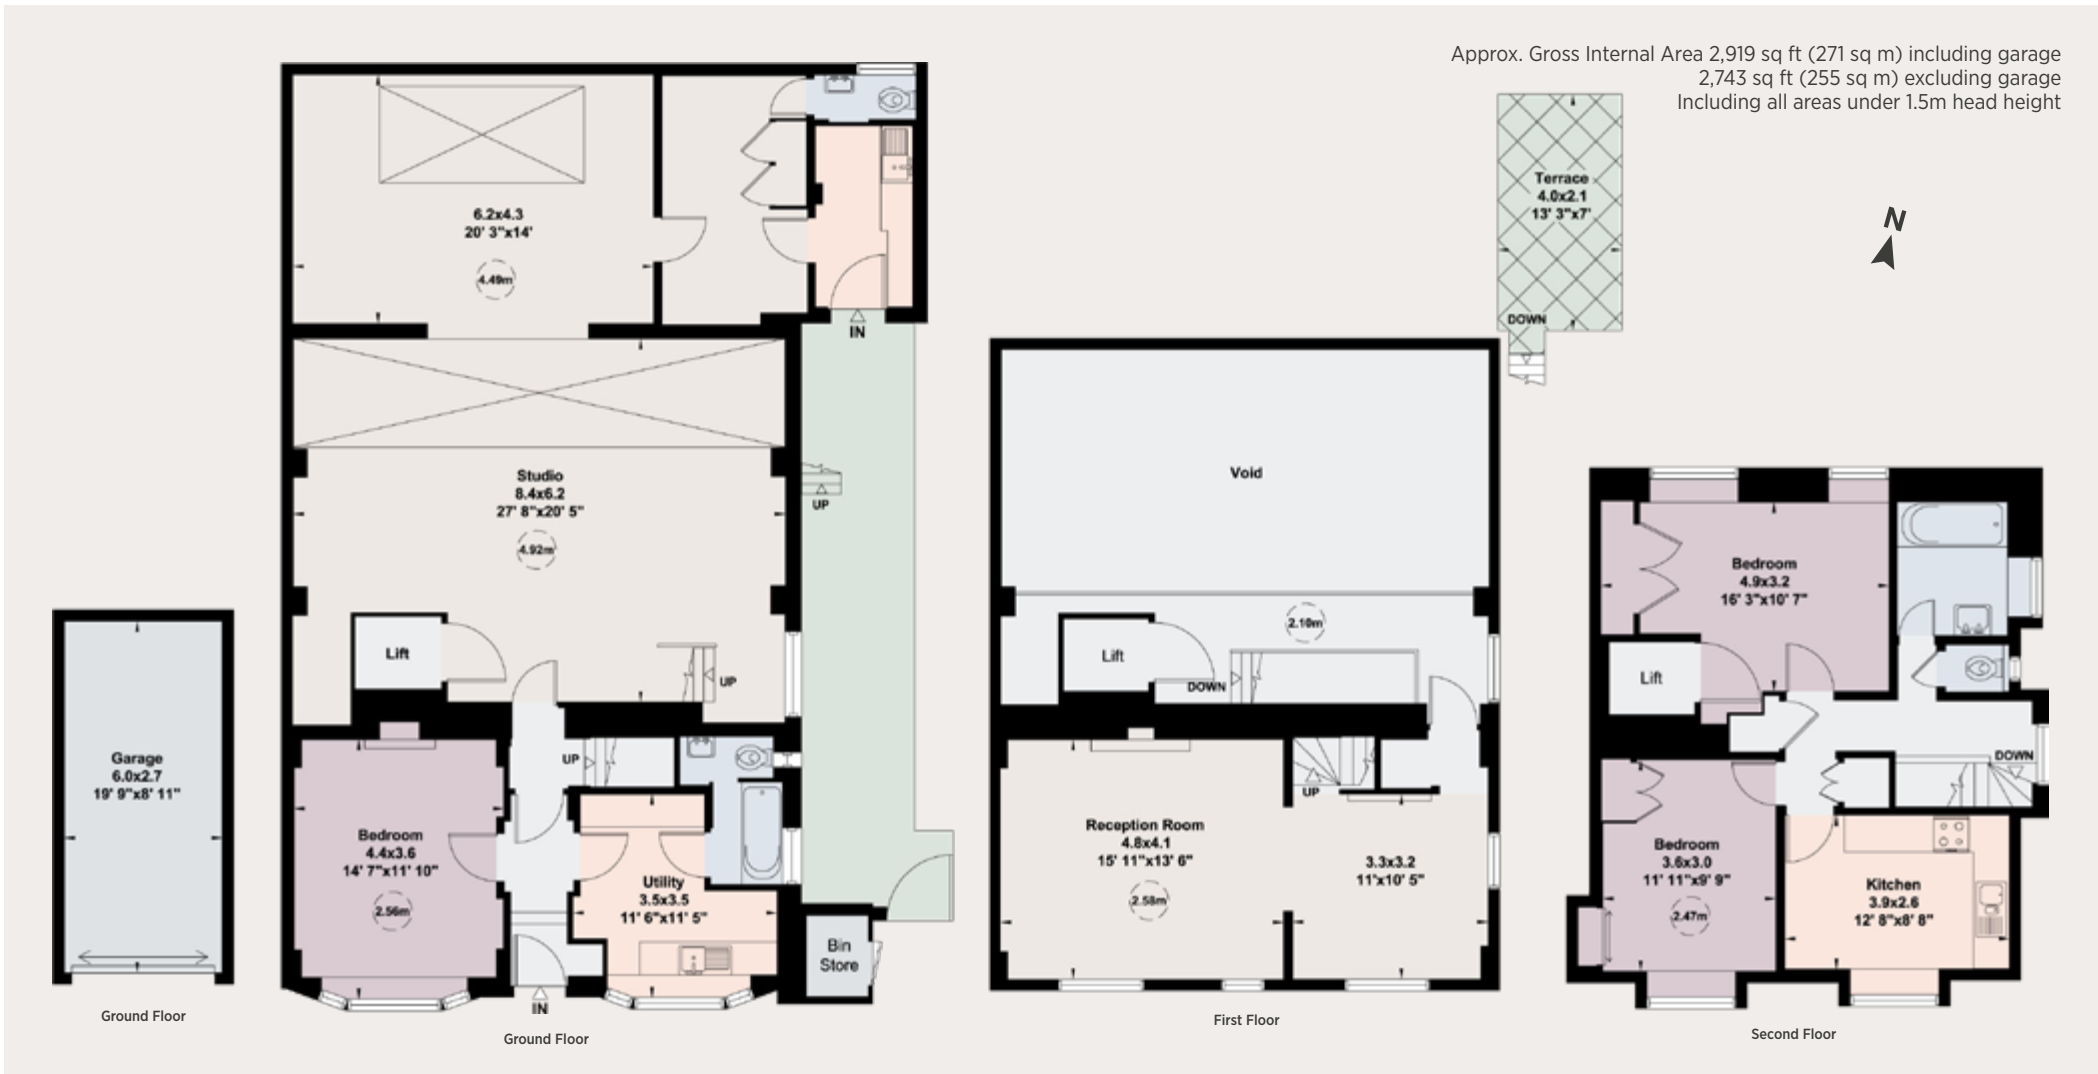 Approx. Gross Internal Area 2,919 sq ft (271 sq m) including garage
2,743 sq ft (255 sq m) excluding garage
Including all areas under 1.5m head height
N
Garage
6.0x2.7
19' 9"x8' 11"
Ground Floor
6.2x4.3
20' 3"x14'
4.49m
IN
Studio
8.4x6.2
27' 8"x20' 5"
4.92m
UP
Lift
UP
UP
Bedroom
4.4x3.6
14' 7"x11' 10"
2.56m
Utility
3.5x3.5
11' 6"x11' 5"
Bin
Store
IN
Ground Floor
Void
2.10m
Lift
DOWN
UP
Reception Room
4.8x4.1
15' 11"x13' 6"
2.58m
3.3x3.2
11'x10' 5"
First Floor
Terrace
4.0x2.1
13' 3"x7'
DOWN
Bedroom
4.9x3.2
16' 3"x10' 7"
Lift
DOWN
Bedroom
3.6x3.0
11' 11"x9' 9"
2.47m
Kitchen
3.9x2.6
12' 8"x8' 8"
Second Floor